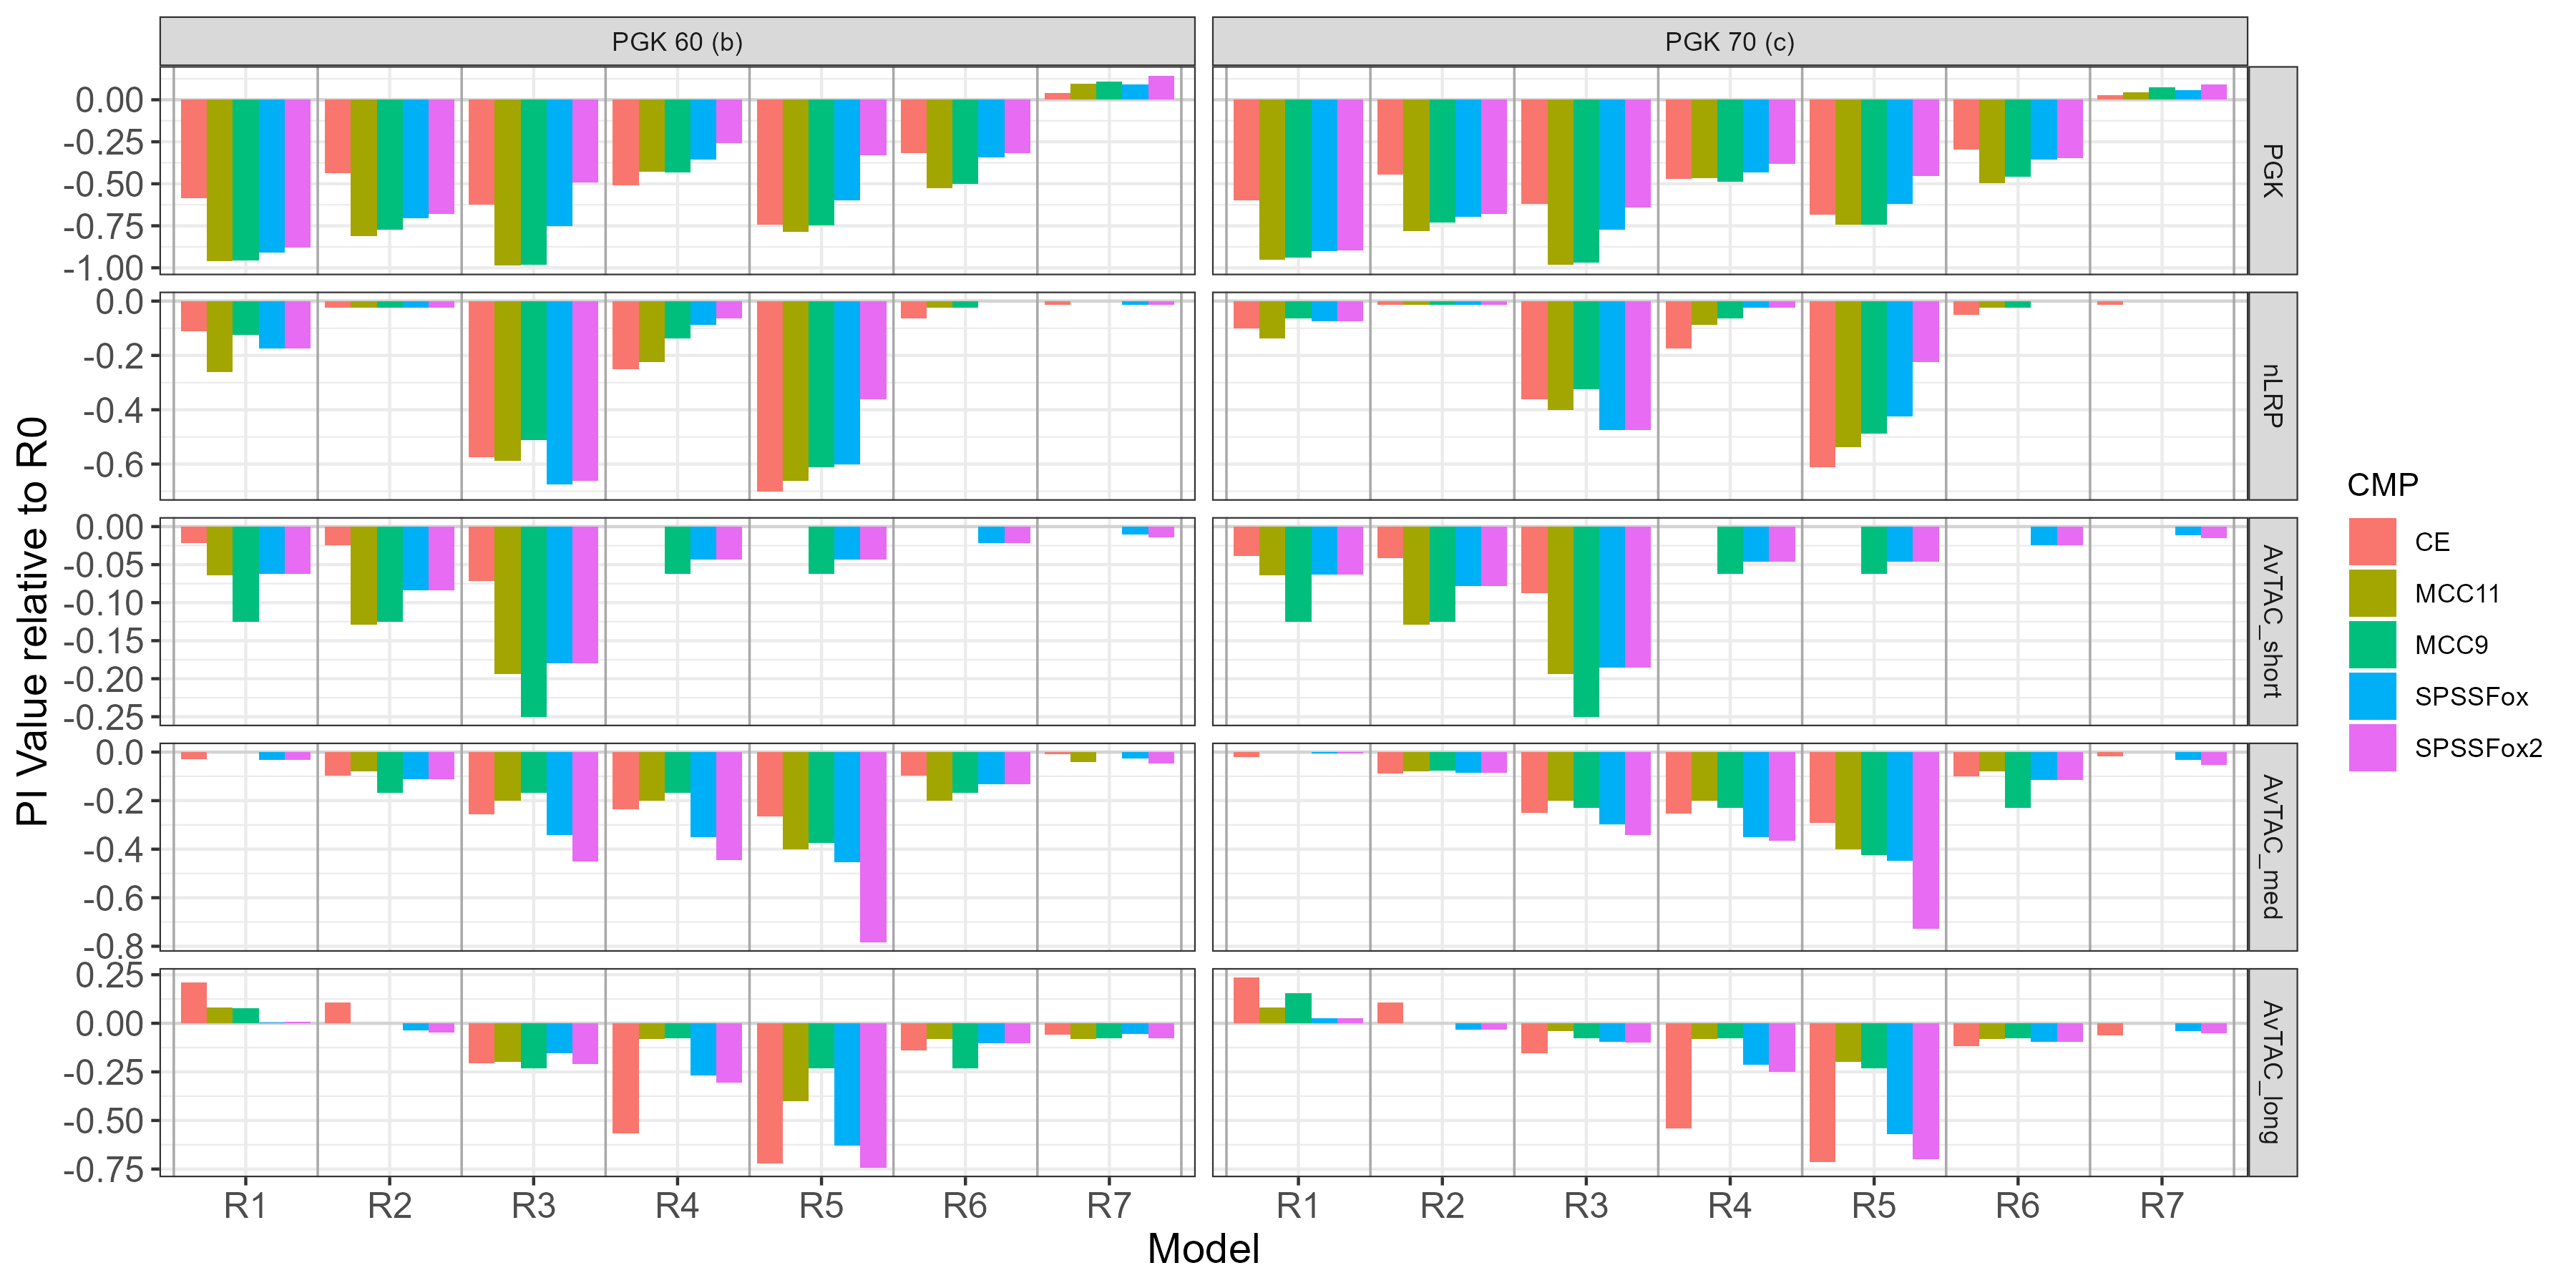 PGK 60 (b)
PGK 70 (c)
PI Value relative to R0
0.00
-0.25
-0.50
-0.75
-1.00
PGK
0.0
-0.2
-0.4
-0.6
nLRP
0.00
-0.05
-0.10
-0.15
-0.20
-0.25
AvTAC_short
0.0
-0.2
-0.4
-0.6
-0.8
AvTAC_med
0.25
0.00
-0.25
-0.50
-0.75
AvTAC_long
R1 R2 R3 R4 R5 R6 R7
R1 R2 R3 R4 R5 R6 R7
Model
CMP
CE
MCC11
MCC9
SPSSFox
SPSSFox2